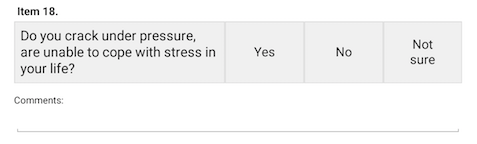 Item 18.
Do you crack under pressure,
are unable to cope with stress in
your life?
Yes
No
Not
sure
Comments: